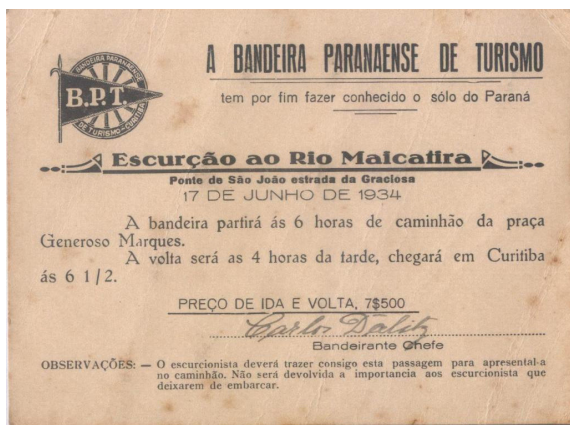 BANDEIRA PARANAENSE
B.P.T.
DE TURISMO - CURITIBA
A BANDEIRA PARANAENSE DE TURISMO
tem por fim fazer conhecido o sólo do Paraná
Escurção ao Rio Maicatira
Ponte de São João estrada da Graciosa
17 DE JUNHO DE 1934
A bandeira partirá ás 6 horas de caminhão da praça
Generoso Marques.
A volta será as 4 horas da tarde, chegará em Curitiba
ás 6 1/2.
PREÇO DE IDA E VOLTA, 7$500
Carlos
Bandeirante Chefe
OBSERVAÇÕES: — O escurcionista deverá trazer consigo esta passagem para apresental-a
no caminhão. Não será devolvida a importancia aos escurcionista que
deixarem de embarcar.